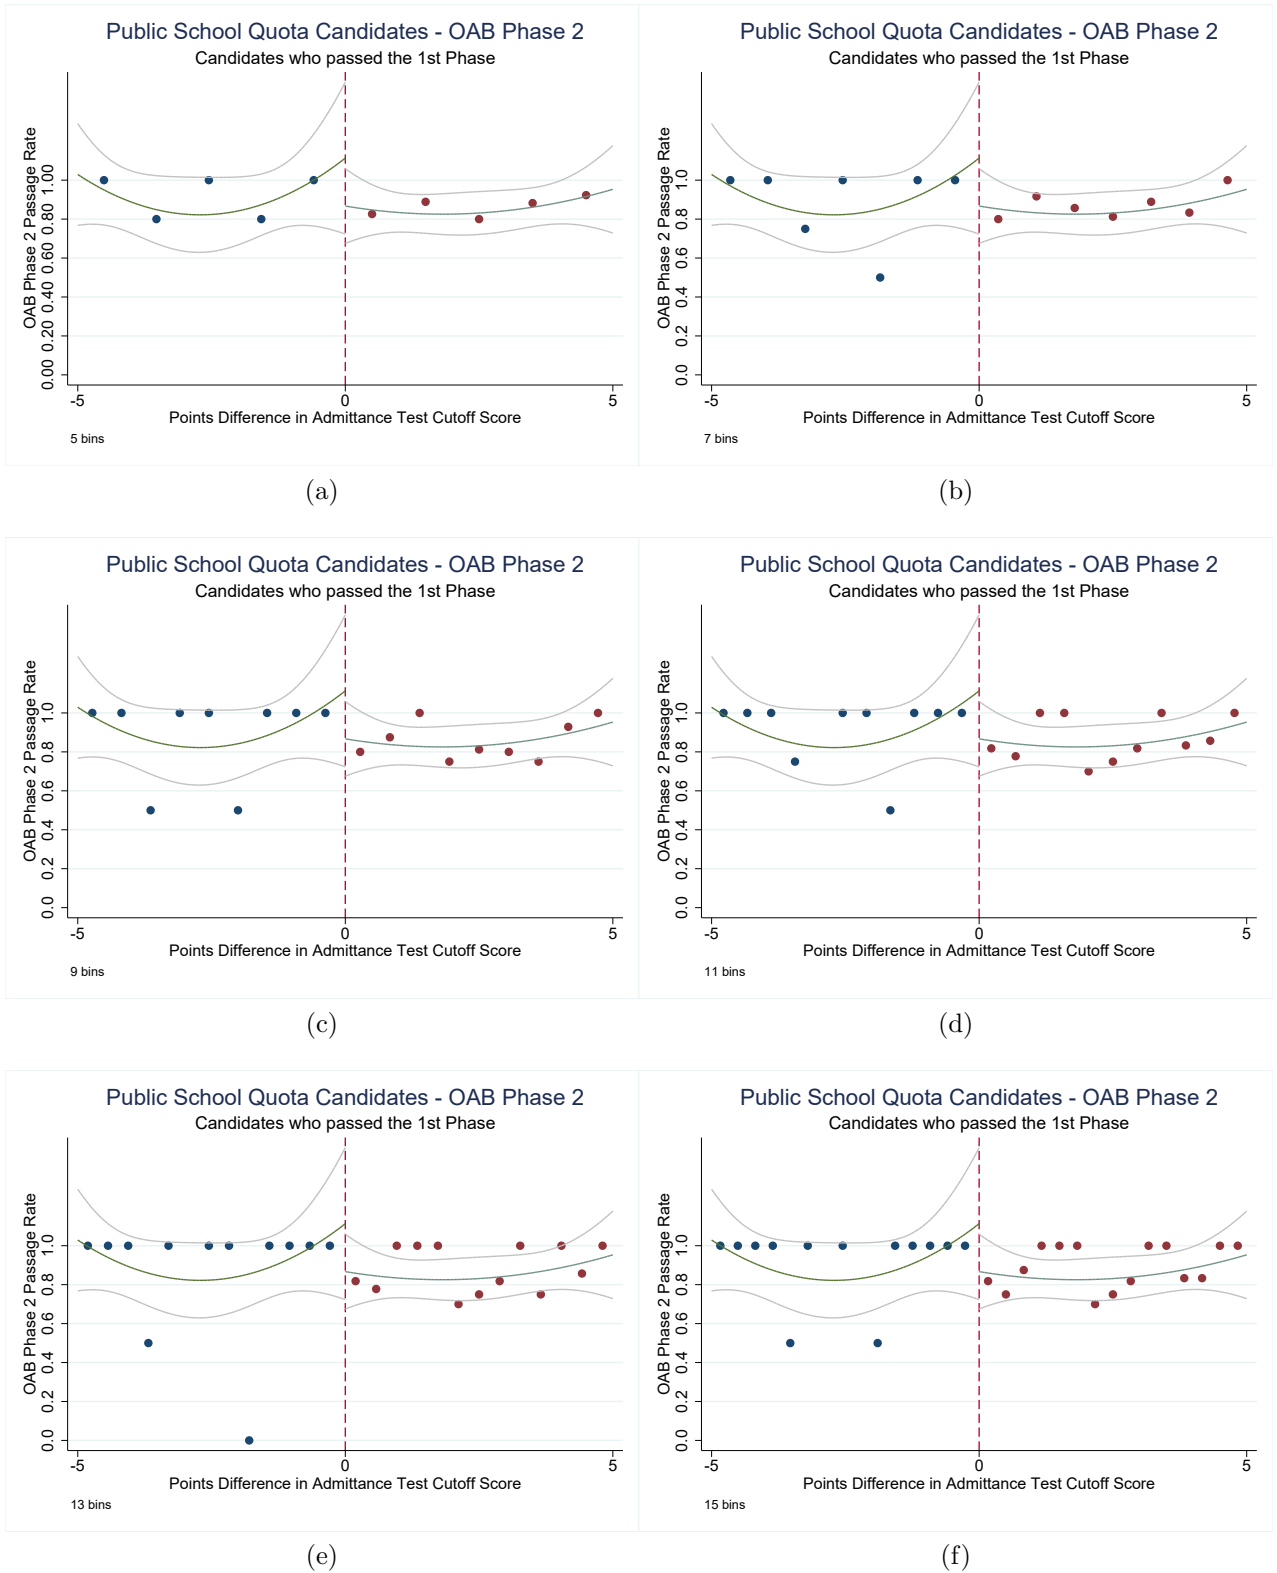 Public School Quota Candidates - OAB Phase 2
Candidates who passed the 1st Phase
OAB Phase 2 Passage Rate
0.00 0.20 0.40 0.60 0.80 1.00
-5 0 5
Points Difference in Admittance Test Cutoff Score
5 bins
(a)
Public School Quota Candidates - OAB Phase 2
Candidates who passed the 1st Phase
OAB Phase 2 Passage Rate
0.0 0.2 0.4 0.6 0.8 1.0
-5 0 5
Points Difference in Admittance Test Cutoff Score
7 bins
(b)
Public School Quota Candidates - OAB Phase 2
Candidates who passed the 1st Phase
OAB Phase 2 Passage Rate
0.0 0.2 0.4 0.6 0.8 1.0
-5 0 5
Points Difference in Admittance Test Cutoff Score
9 bins
(c)
Public School Quota Candidates - OAB Phase 2
Candidates who passed the 1st Phase
OAB Phase 2 Passage Rate
0.0 0.2 0.4 0.6 0.8 1.0
-5 0 5
Points Difference in Admittance Test Cutoff Score
11 bins
(d)
Public School Quota Candidates - OAB Phase 2
Candidates who passed the 1st Phase
OAB Phase 2 Passage Rate
0.0 0.2 0.4 0.6 0.8 1.0
-5 0 5
Points Difference in Admittance Test Cutoff Score
13 bins
(e)
Public School Quota Candidates - OAB Phase 2
Candidates who passed the 1st Phase
OAB Phase 2 Passage Rate
0.0 0.2 0.4 0.6 0.8 1.0
-5 0 5
Points Difference in Admittance Test Cutoff Score
15 bins
(f)